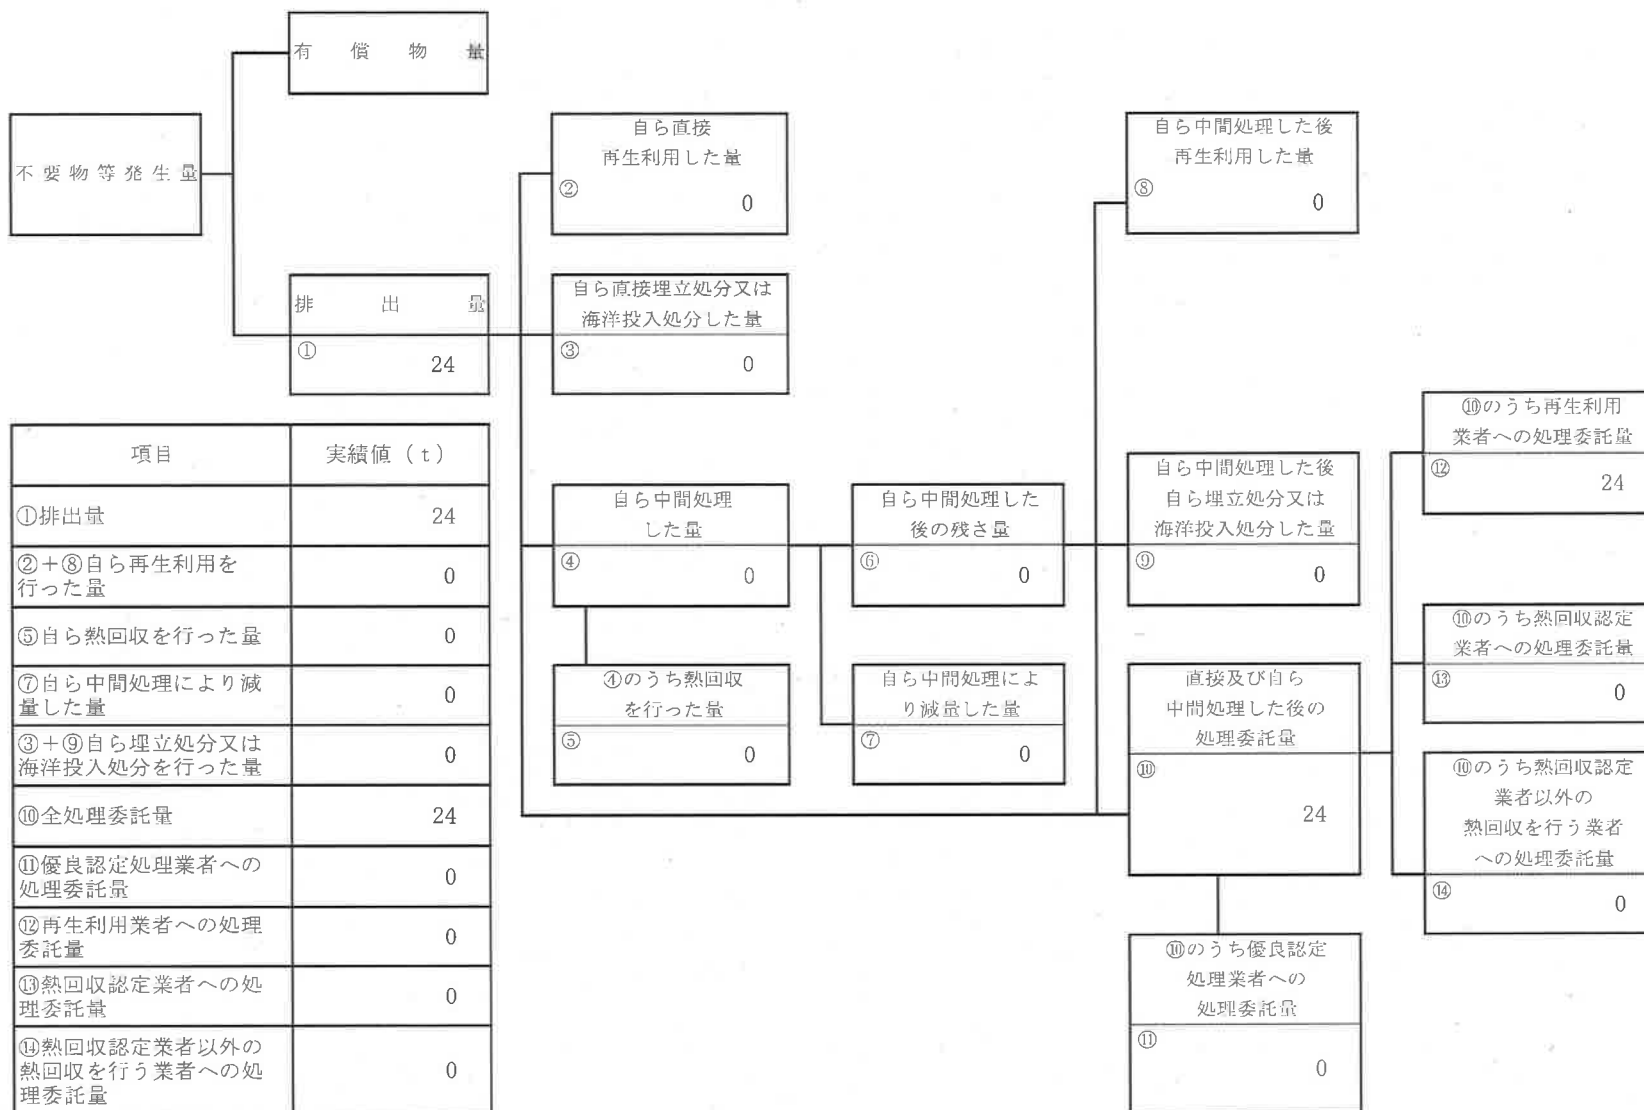 有償物量
不要物等発生量
排出量
①
24
自ら直接
再生利用した量
②
0
自ら直接埋立処分又は
海洋投入処分した量
③
0
自ら中間処理
した量
④
0
④のうち熱回収
を行った量
⑤
0
自ら中間処理した
後の残さ量
⑥
0
自ら中間処理によ
り減量した量
⑦
0
自ら中間処理した後
再生利用した量
⑧
0
自ら中間処理した後
自ら埋立処分又は
海洋投入処分した量
⑨
0
直接及び自ら
中間処理した後の
処理委託量
⑩
24
⑩のうち優良認定
処理業者への
処理委託量
⑪
0
⑩のうち再生利用
業者への処理委託量
⑫
24
⑩のうち熱回収認定
業者への処理委託量
⑬
0
⑩のうち熱回収認定
業者以外の
熱回収を行う業者
への処理委託量
⑭
0
項目 実績値（t）
①排出量 24
②＋⑧自ら再生利用を
行った量 0
⑤自ら熱回収を行った量 0
⑦自ら中間処理により減
量した量 0
③＋⑨自ら埋立処分又は
海洋投入処分を行った量 0
⑩全処理委託量 24
⑪優良認定処理業者への
処理委託量 0
⑫再生利用業者への処理
委託量 0
⑬熱回収認定業者への処
理委託量 0
⑭熱回収認定業者以外の
熱回収を行う業者への処
理委託量 0